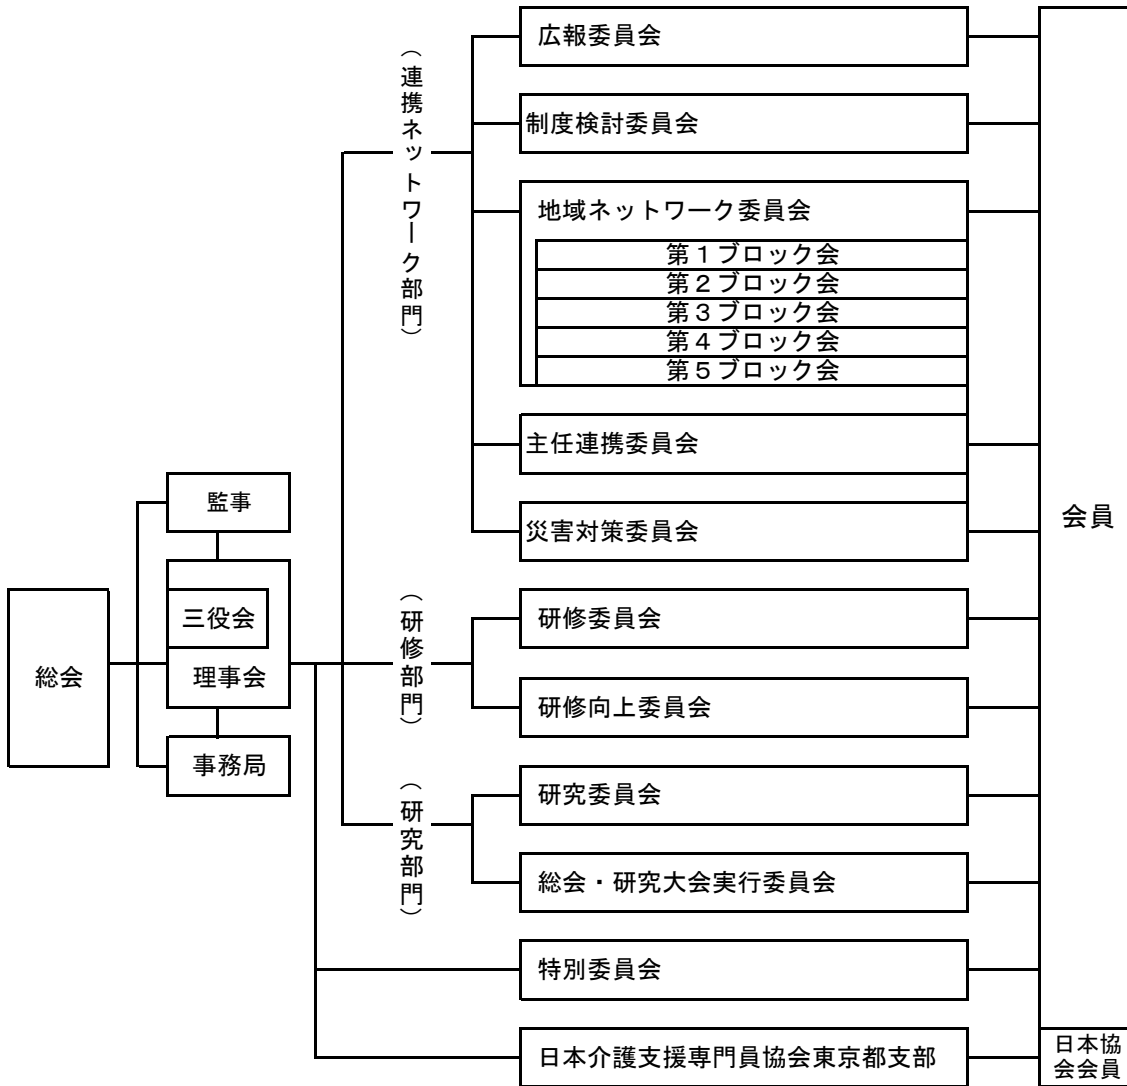 総会
監事
三役会
理事会
事務局
（連携ネットワーク部門）
広報委員会
制度検討委員会
地域ネットワーク委員会
第１ブロック会
第２ブロック会
第３ブロック会
第４ブロック会
第５ブロック会
主任連携委員会
災害対策委員会
（研修部門）
研修委員会
研修向上委員会
（研究部門）
研究委員会
総会・研究大会実行委員会
特別委員会
日本介護支援専門員協会東京都支部
会員
日本協
会会員